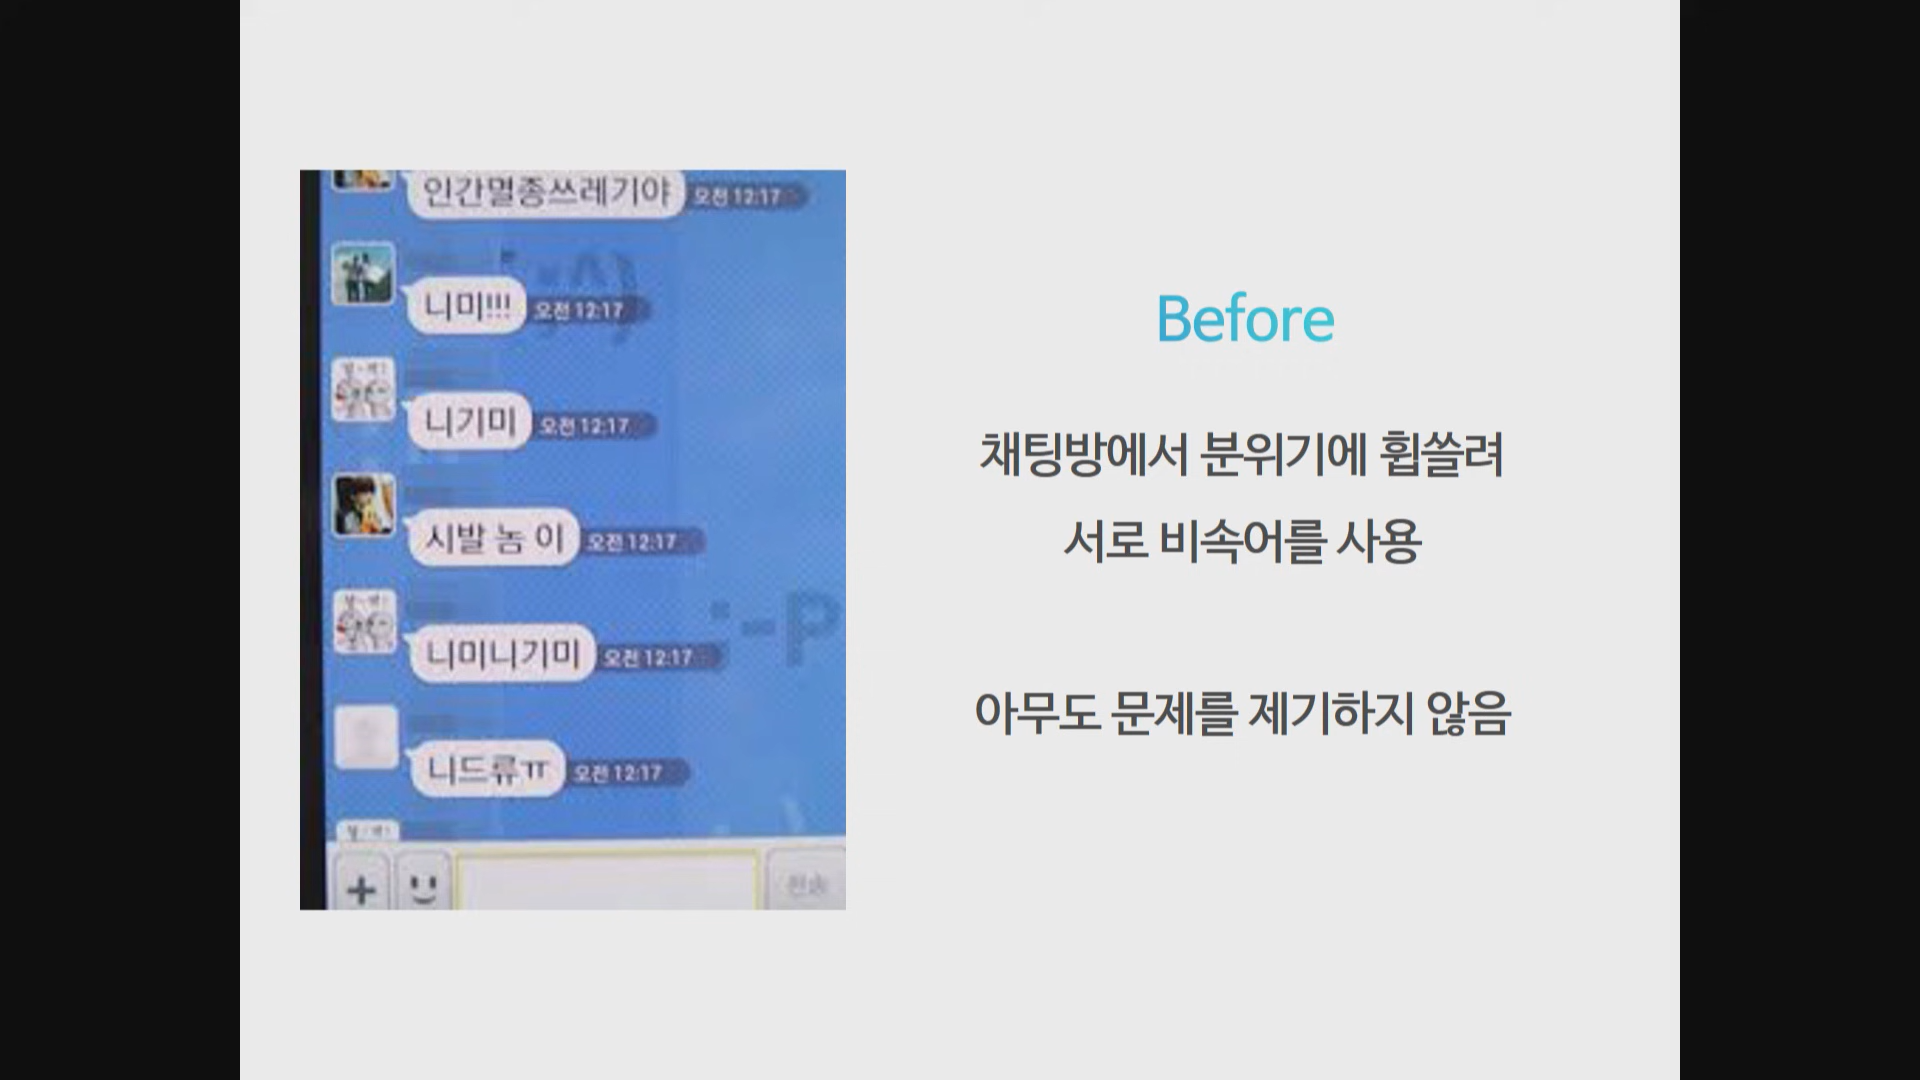 인간멸종쓰레기야 오전 12:17
니미!!! 오전 12:17
니기미 오전 12:17
시발 놈 이 오전 12:17
니미니기미 오전 12:17
니드류ㅠ 오전 12:17
전송
:-P
Before
채팅방에서 분위기에 휩쓸려
서로 비속어를 사용
아무도 문제를 제기하지 않음